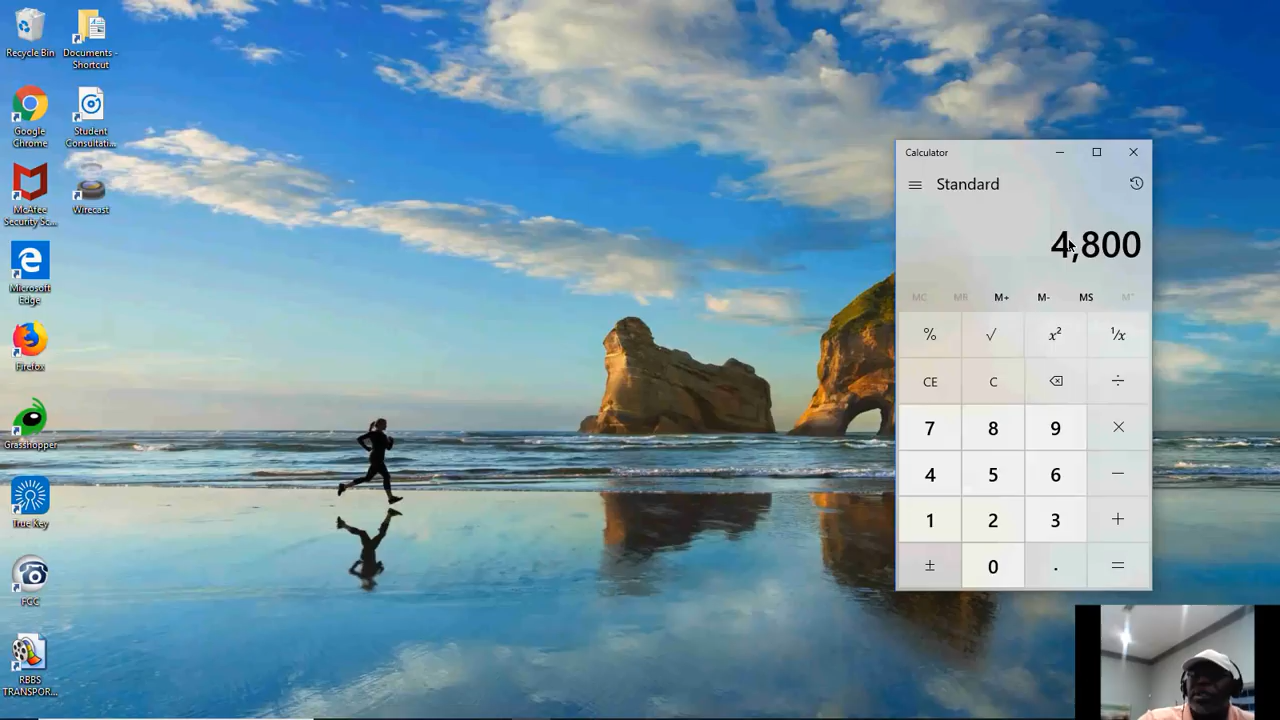 Recycle Bin
Documents -
Shortcut
Google
Chrome
Student
Consultati...
McAfee
Security Sc...
Wirecast
Microsoft
Edge
Firefox
Grasshopper
True Key
FCC
RBBS
TRANSPOR...
Calculator
Standard
4,800
MC MR M+ M- MS M˅
% √ x² ¹/x
CE C ÷
7 8 9 ×
4 5 6 −
1 2 3 +
± 0 . =